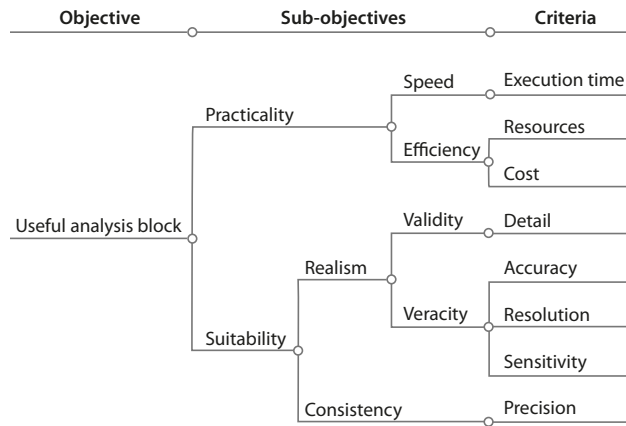 Objective Sub-objectives Criteria
Speed Execution time
Practicality
Resources
Efficiency
Cost
Useful analysis block
Validity Detail
Realism
Accuracy
Veracity Resolution
Suitability
Sensitivity
Consistency Precision